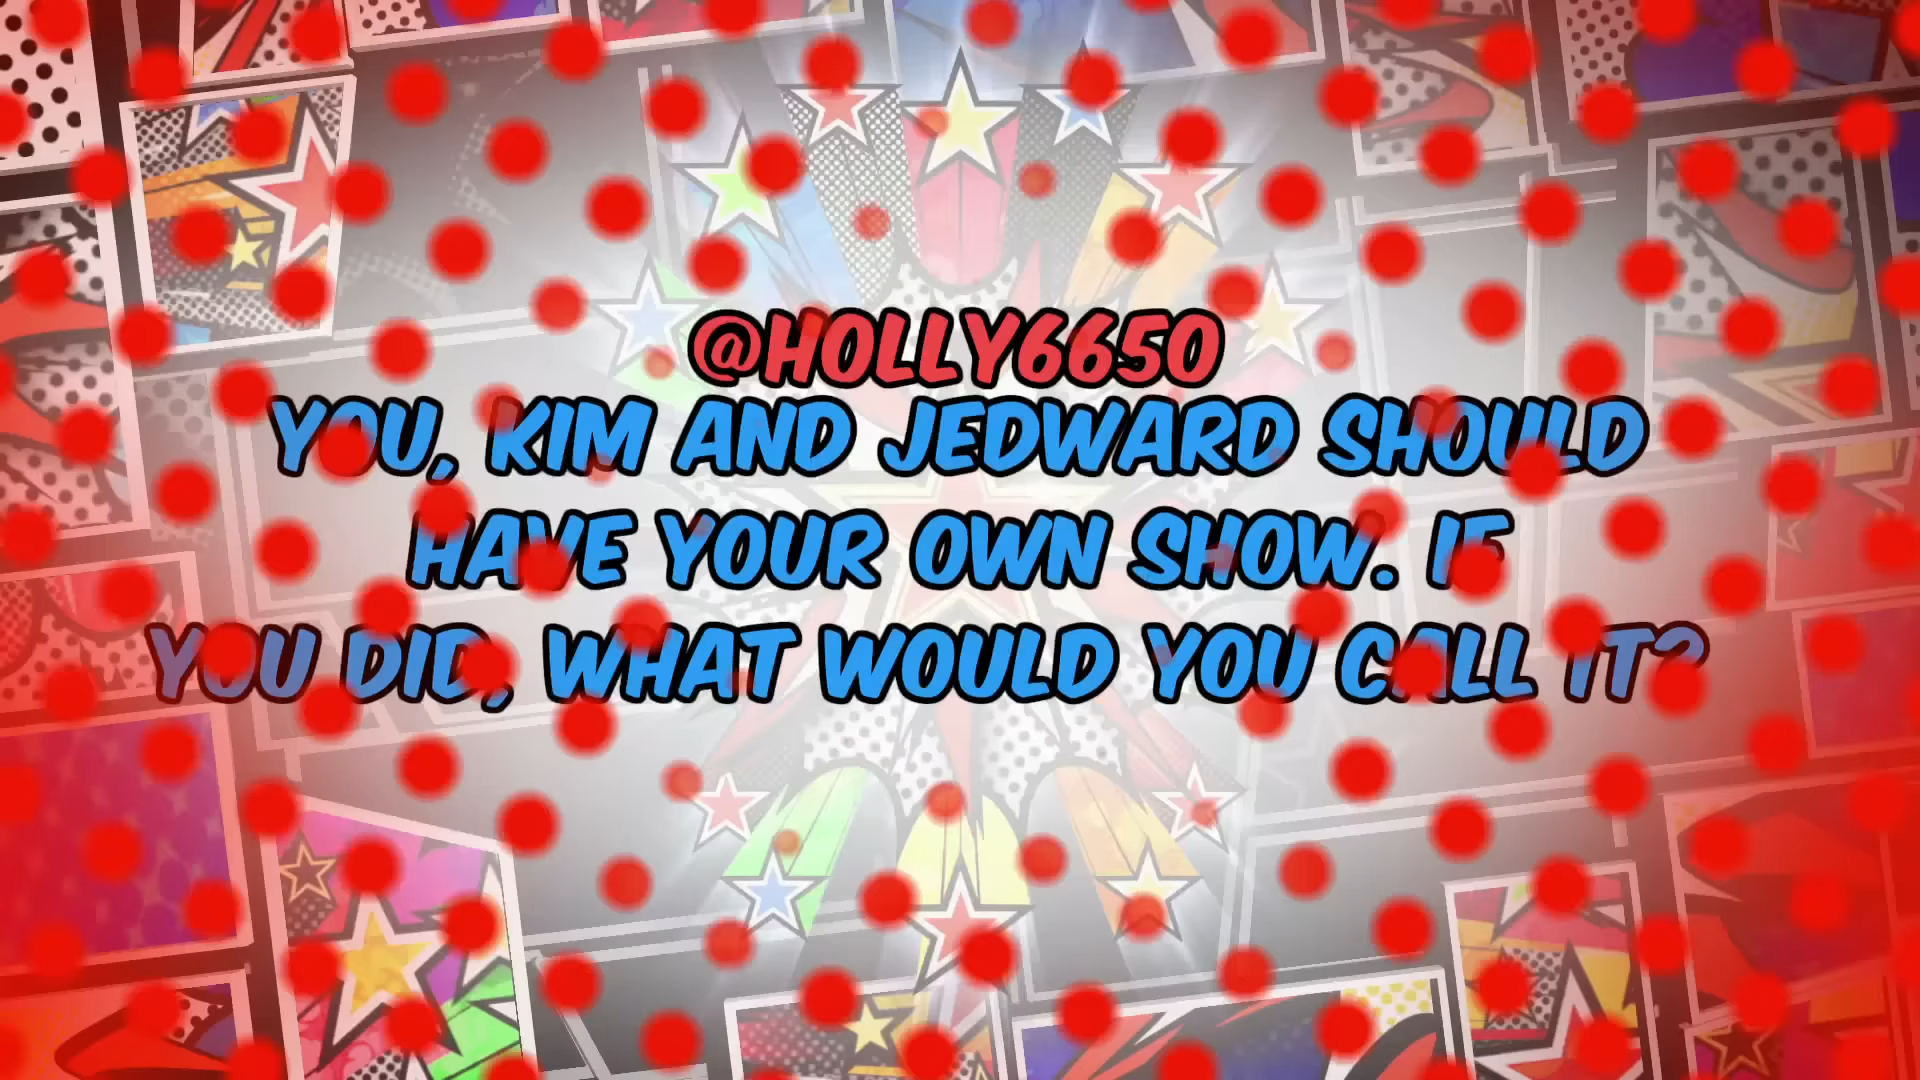 @HOLLY6650
YOU, KIM AND JEDWARD SHOULD
HAVE YOUR OWN SHOW. IF
YOU DID, WHAT WOULD YOU CALL IT?